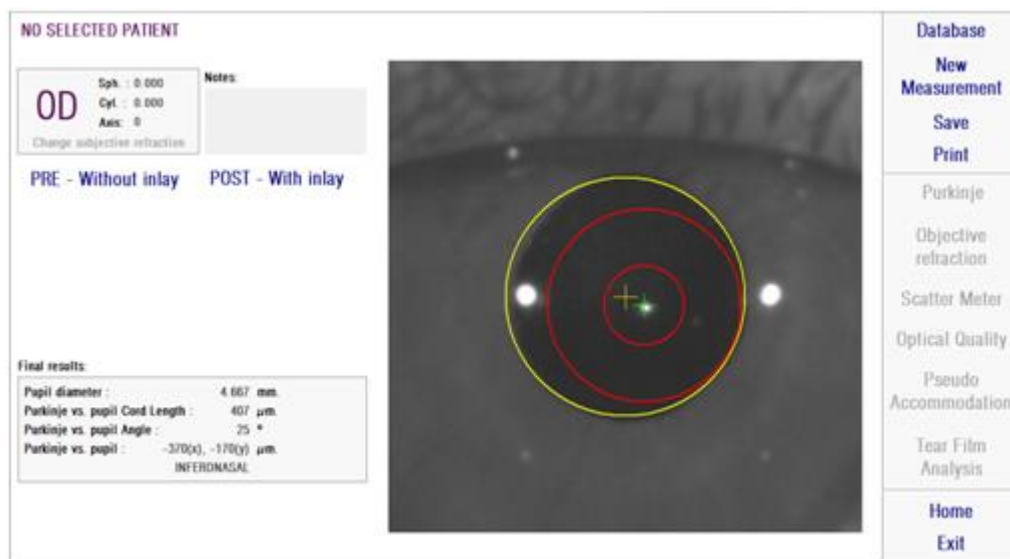 NO SELECTED PATIENT
OD
Sph. : 0.000
Cyl. : 0.000
Axis: 0
Change subjective refraction
Notes:
PRE - Without inlay
POST - With inlay
Final results:
Pupil diameter : 4.667 mm.
Purkinje vs. pupil Cord Length : 407 µm.
Purkinje vs. pupil Angle : 25 °
Purkinje vs. pupil : -370(x), -170(y) µm.
INFERONASAL
Database
New
Measurement
Save
Print
Purkinje
Objective
refraction
Scatter Meter
Optical Quality
Pseudo
Accommodation
Tear Film
Analysis
Home
Exit